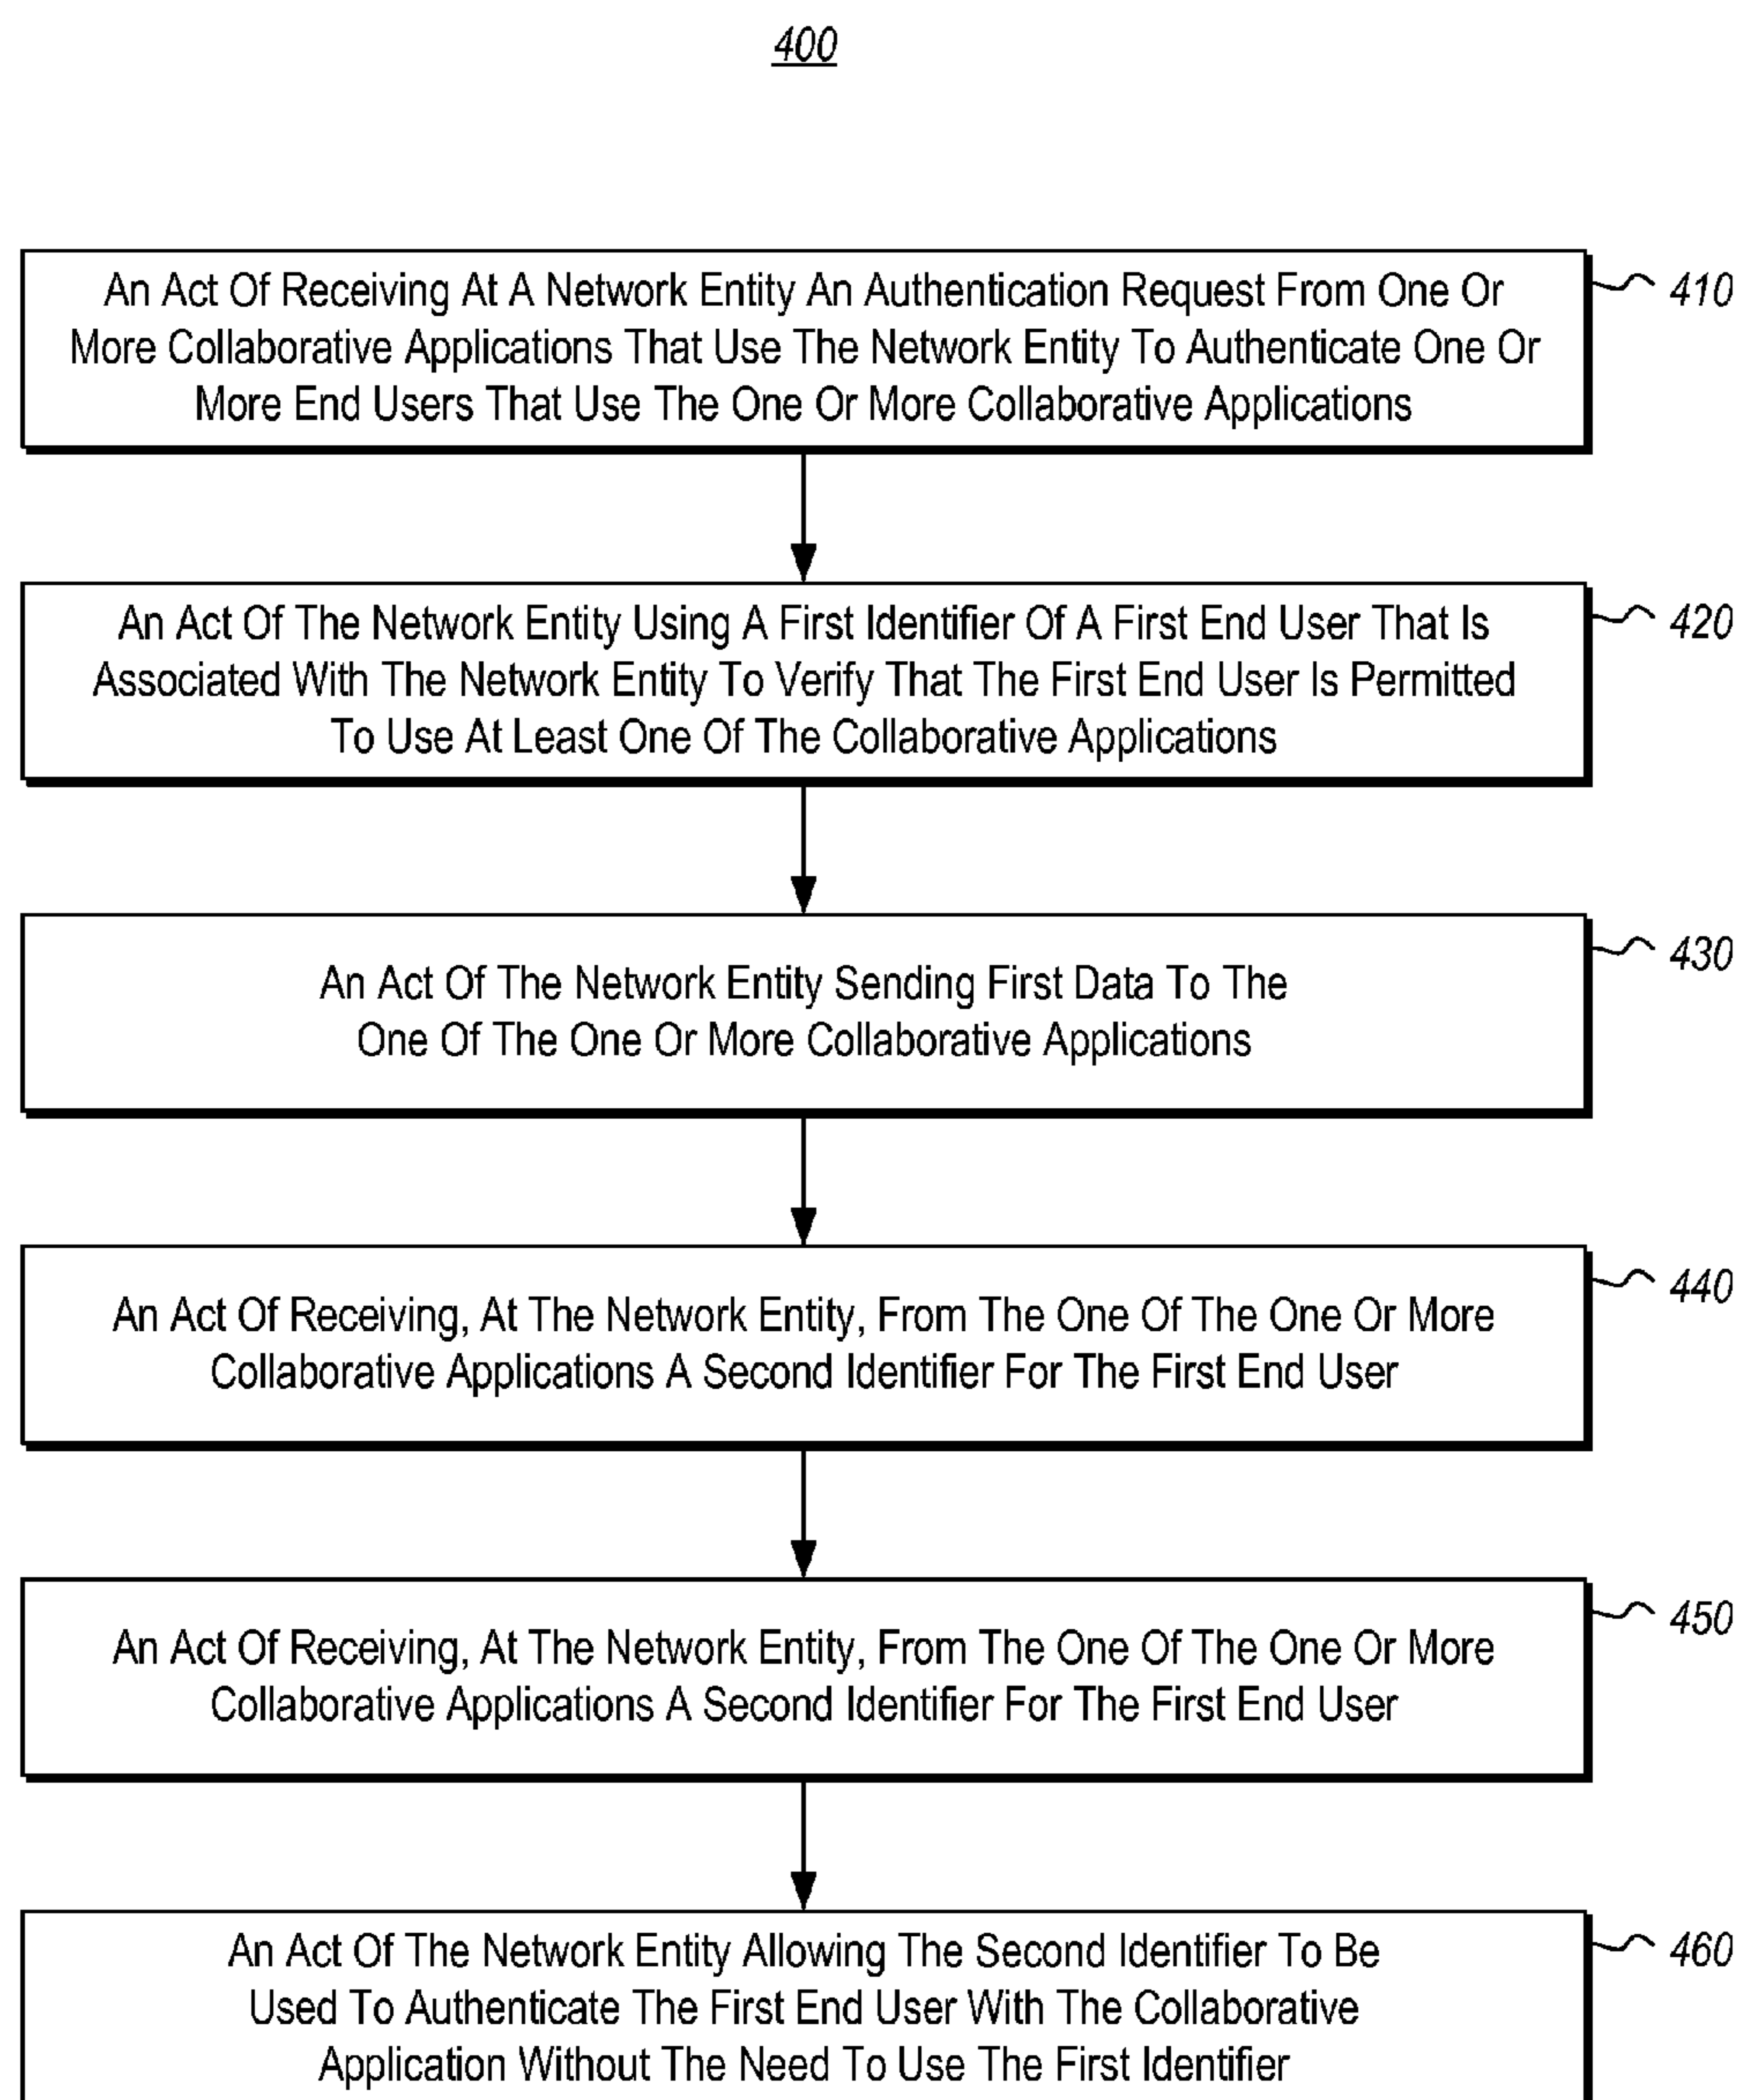 400
An Act Of Receiving At A Network Entity An Authentication Request From One Or
More Collaborative Applications That Use The Network Entity To Authenticate One Or
More End Users That Use The One Or More Collaborative Applications
410
An Act Of The Network Entity Using A First Identifier Of A First End User That Is
Associated With The Network Entity To Verify That The First End User Is Permitted
To Use At Least One Of The Collaborative Applications
420
An Act Of The Network Entity Sending First Data To The
One Of The One Or More Collaborative Applications
430
An Act Of Receiving, At The Network Entity, From The One Of The One Or More
Collaborative Applications A Second Identifier For The First End User
440
An Act Of Receiving, At The Network Entity, From The One Of The One Or More
Collaborative Applications A Second Identifier For The First End User
450
An Act Of The Network Entity Allowing The Second Identifier To Be
Used To Authenticate The First End User With The Collaborative
Application Without The Need To Use The First Identifier
460